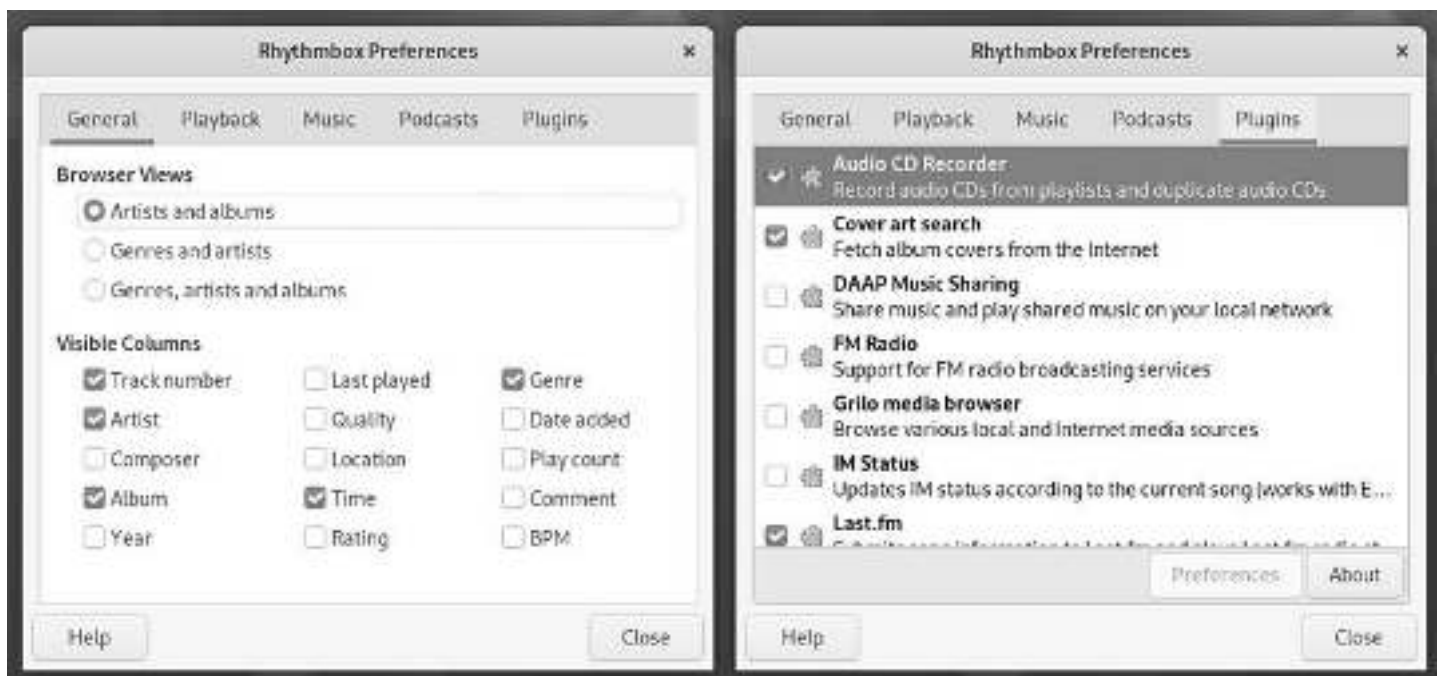 Rhythmbox Preferences
×
General Playback Music Podcasts Plugins
Browser Views
Artists and albums
Genres and artists
Genres, artists and albums
Visible Columns
Track number Last played Genre
Artist Quality Date added
Composer Location Play count
Album Time Comment
Year Rating BPM
Help Close
Rhythmbox Preferences
×
General Playback Music Podcasts Plugins
Audio CD Recorder
Record audio CDs from playlists and duplicate audio CDs
Cover art search
Fetch album covers from the Internet
DAAP Music Sharing
Share music and play shared music on your local network
FM Radio
Support for FM radio broadcasting services
Grilo media browser
Browse various local and Internet media sources
IM Status
Updates IM status according to the current song (works with E...
Last.fm
Preferences About
Help Close